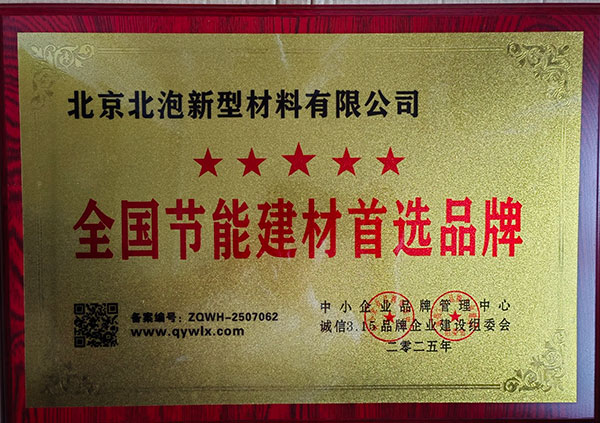 北京北泡新型材料有限公司
全国节能建材首选品牌
备案编号：ZQWH-2507062
www.qywlx.com
中小企业品牌管理中心
诚信3.15品牌企业建设组委会
二零二五年